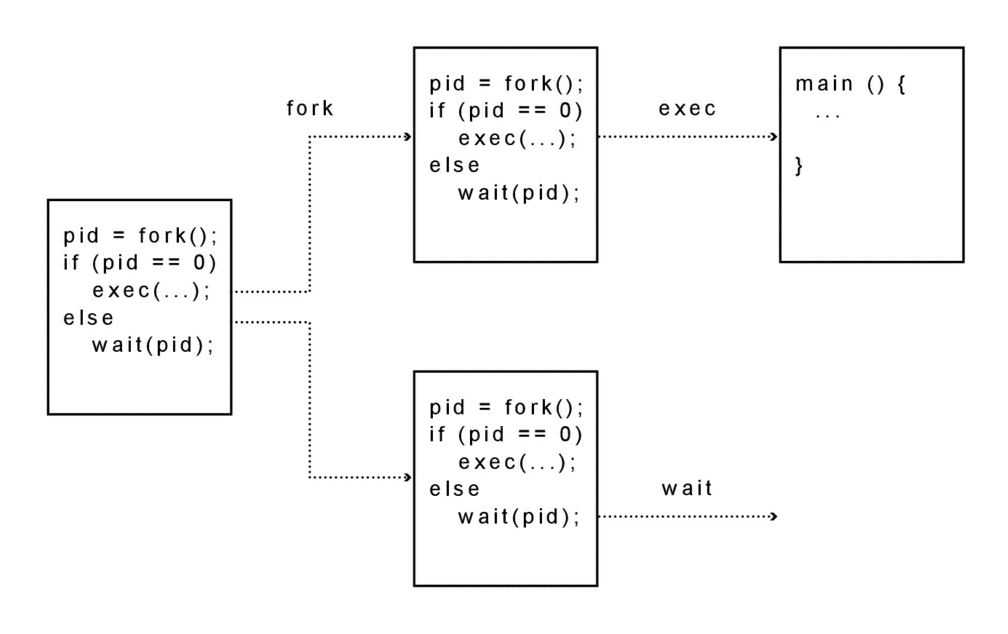 pid = fork();
if (pid == 0)
exec(...);
else
wait(pid);
fork
pid = fork();
if (pid == 0)
exec(...);
else
wait(pid);
exec
main () {
...
}
pid = fork();
if (pid == 0)
exec(...);
else
wait(pid);
wait